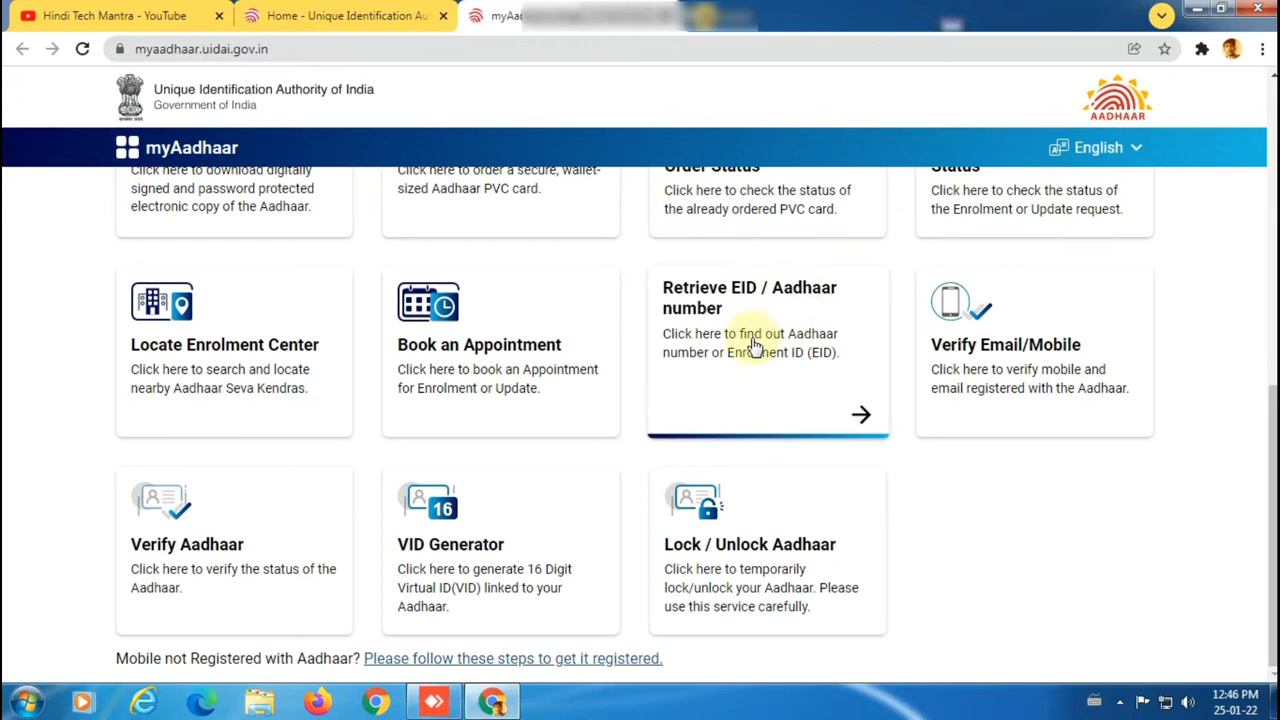 Hindi Tech Mantra - YouTube
Home - Unique Identification Aut
myAa
myaadhaar.uidai.gov.in
Unique Identification Authority of India
Government of India
AADHAAR
myAadhaar
English
Order Status
Status
Click here to download digitally
signed and password protected
electronic copy of the Aadhaar.
Click here to order a secure, wallet-
sized Aadhaar PVC card.
Click here to check the status of
the already ordered PVC card.
Click here to check the status of
the Enrolment or Update request.
Locate Enrolment Center
Click here to search and locate
nearby Aadhaar Seva Kendras.
Book an Appointment
Click here to book an Appointment
for Enrolment or Update.
Retrieve EID / Aadhaar
number
Click here to find out Aadhaar
number or Enrolment ID (EID).
Verify Email/Mobile
Click here to verify mobile and
email registered with the Aadhaar.
Verify Aadhaar
Click here to verify the status of the
Aadhaar.
16
VID Generator
Click here to generate 16 Digit
Virtual ID(VID) linked to your
Aadhaar.
Lock / Unlock Aadhaar
Click here to temporarily
lock/unlock your Aadhaar. Please
use this service carefully.
Mobile not Registered with Aadhaar? Please follow these steps to get it registered.
12:46 PM
25-01-22